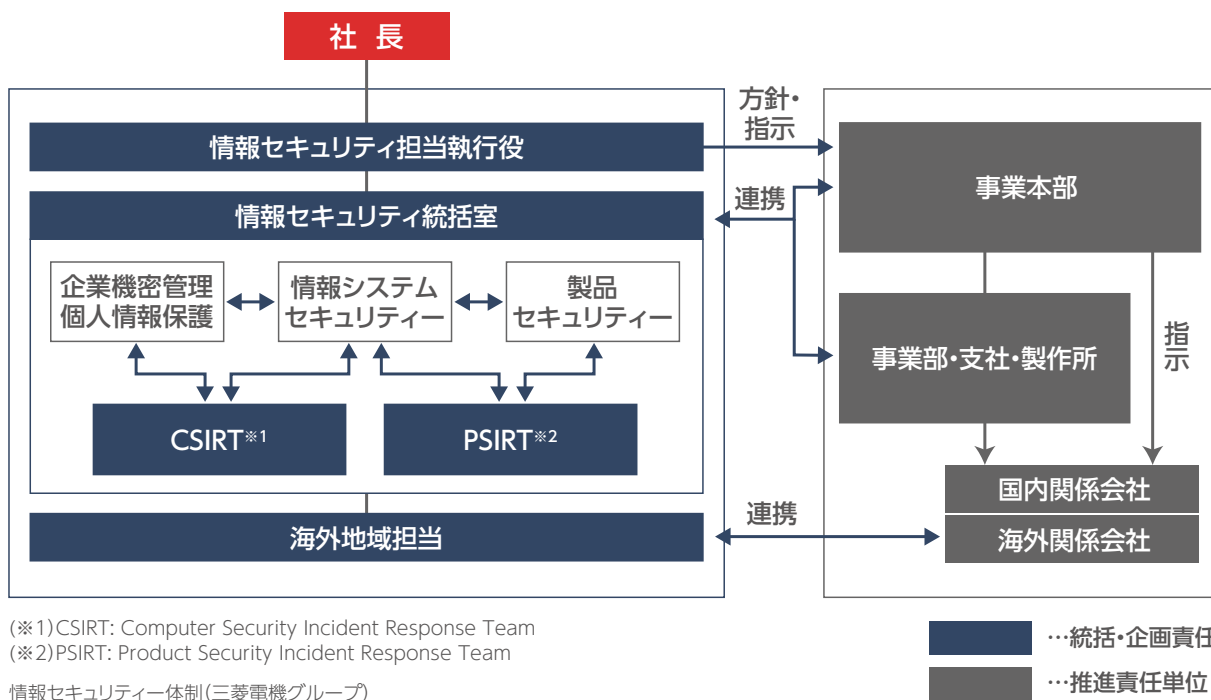 社 長
方針・
指示
情報セキュリティ担当執行役
事業本部
連携
情報セキュリティ統括室
企業機密管理
個人情報保護
情報システム
セキュリティー
製品
セキュリティー
事業部・支社・製作所
指示
CSIRT※1
PSIRT※2
国内関係会社
連携
海外地域担当
海外関係会社
(※1)CSIRT: Computer Security Incident Response Team
(※2)PSIRT: Product Security Incident Response Team
…統括・企画責任
…推進責任単位
情報セキュリティー体制(三菱電機グループ)